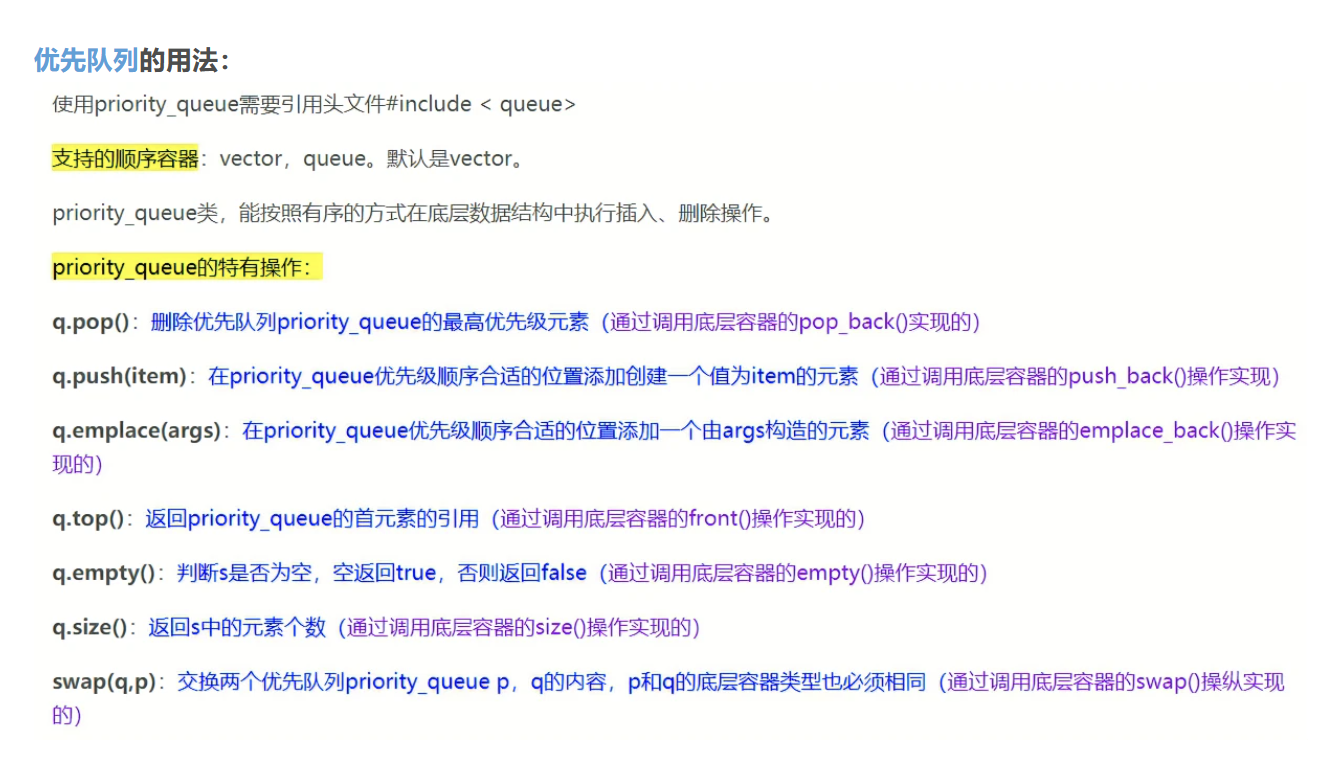 优先队列的用法：
使用priority_queue需要引用头文件#include < queue>
支持的顺序容器：vector，queue。默认是vector。
priority_queue类，能按照有序的方式在底层数据结构中执行插入、删除操作。
priority_queue的特有操作：
q.pop()：删除优先队列priority_queue的最高优先级元素（通过调用底层容器的pop_back()实现的）
q.push(item)：在priority_queue优先级顺序合适的位置添加创建一个值为item的元素（通过调用底层容器的push_back()操作实现）
q.emplace(args)：在priority_queue优先级顺序合适的位置添加一个由args构造的元素（通过调用底层容器的emplace_back()操作实
现的）
q.top()：返回priority_queue的首元素的引用（通过调用底层容器的front()操作实现的）
q.empty()：判断s是否为空，空返回true，否则返回false（通过调用底层容器的empty()操作实现的）
q.size()：返回s中的元素个数（通过调用底层容器的size()操作实现的）
swap(q,p)：交换两个优先队列priority_queue p，q的内容，p和q的底层容器类型也必须相同（通过调用底层容器的swap()操纵实现
的）